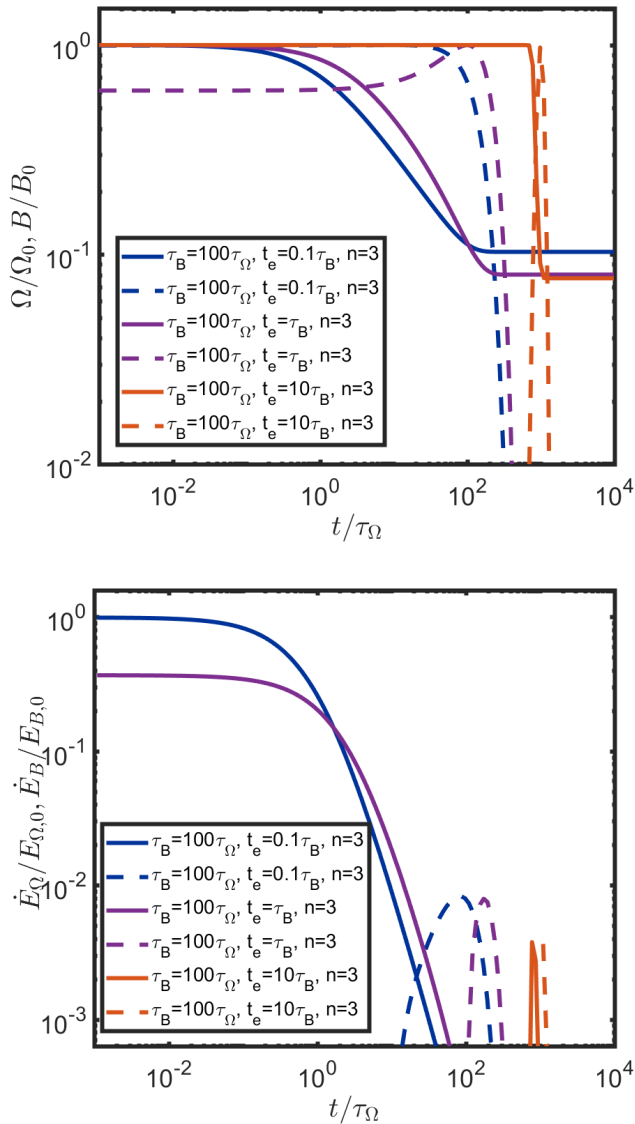 10^0
10^-1
10^-2
Ω/Ω_0, B/B_0
τ_B=100τ_Ω, t_e=0.1τ_B, n=3
τ_B=100τ_Ω, t_e=0.1τ_B, n=3
τ_B=100τ_Ω, t_e=τ_B, n=3
τ_B=100τ_Ω, t_e=τ_B, n=3
τ_B=100τ_Ω, t_e=10τ_B, n=3
τ_B=100τ_Ω, t_e=10τ_B, n=3
10^-2 10^0 10^2 10^4
t/τ_Ω
10^0
10^-1
10^-2
10^-3
Ė_Ω/E_Ω,0, Ė_B/E_B,0
τ_B=100τ_Ω, t_e=0.1τ_B, n=3
τ_B=100τ_Ω, t_e=0.1τ_B, n=3
τ_B=100τ_Ω, t_e=τ_B, n=3
τ_B=100τ_Ω, t_e=τ_B, n=3
τ_B=100τ_Ω, t_e=10τ_B, n=3
τ_B=100τ_Ω, t_e=10τ_B, n=3
10^-2 10^0 10^2 10^4
t/τ_Ω